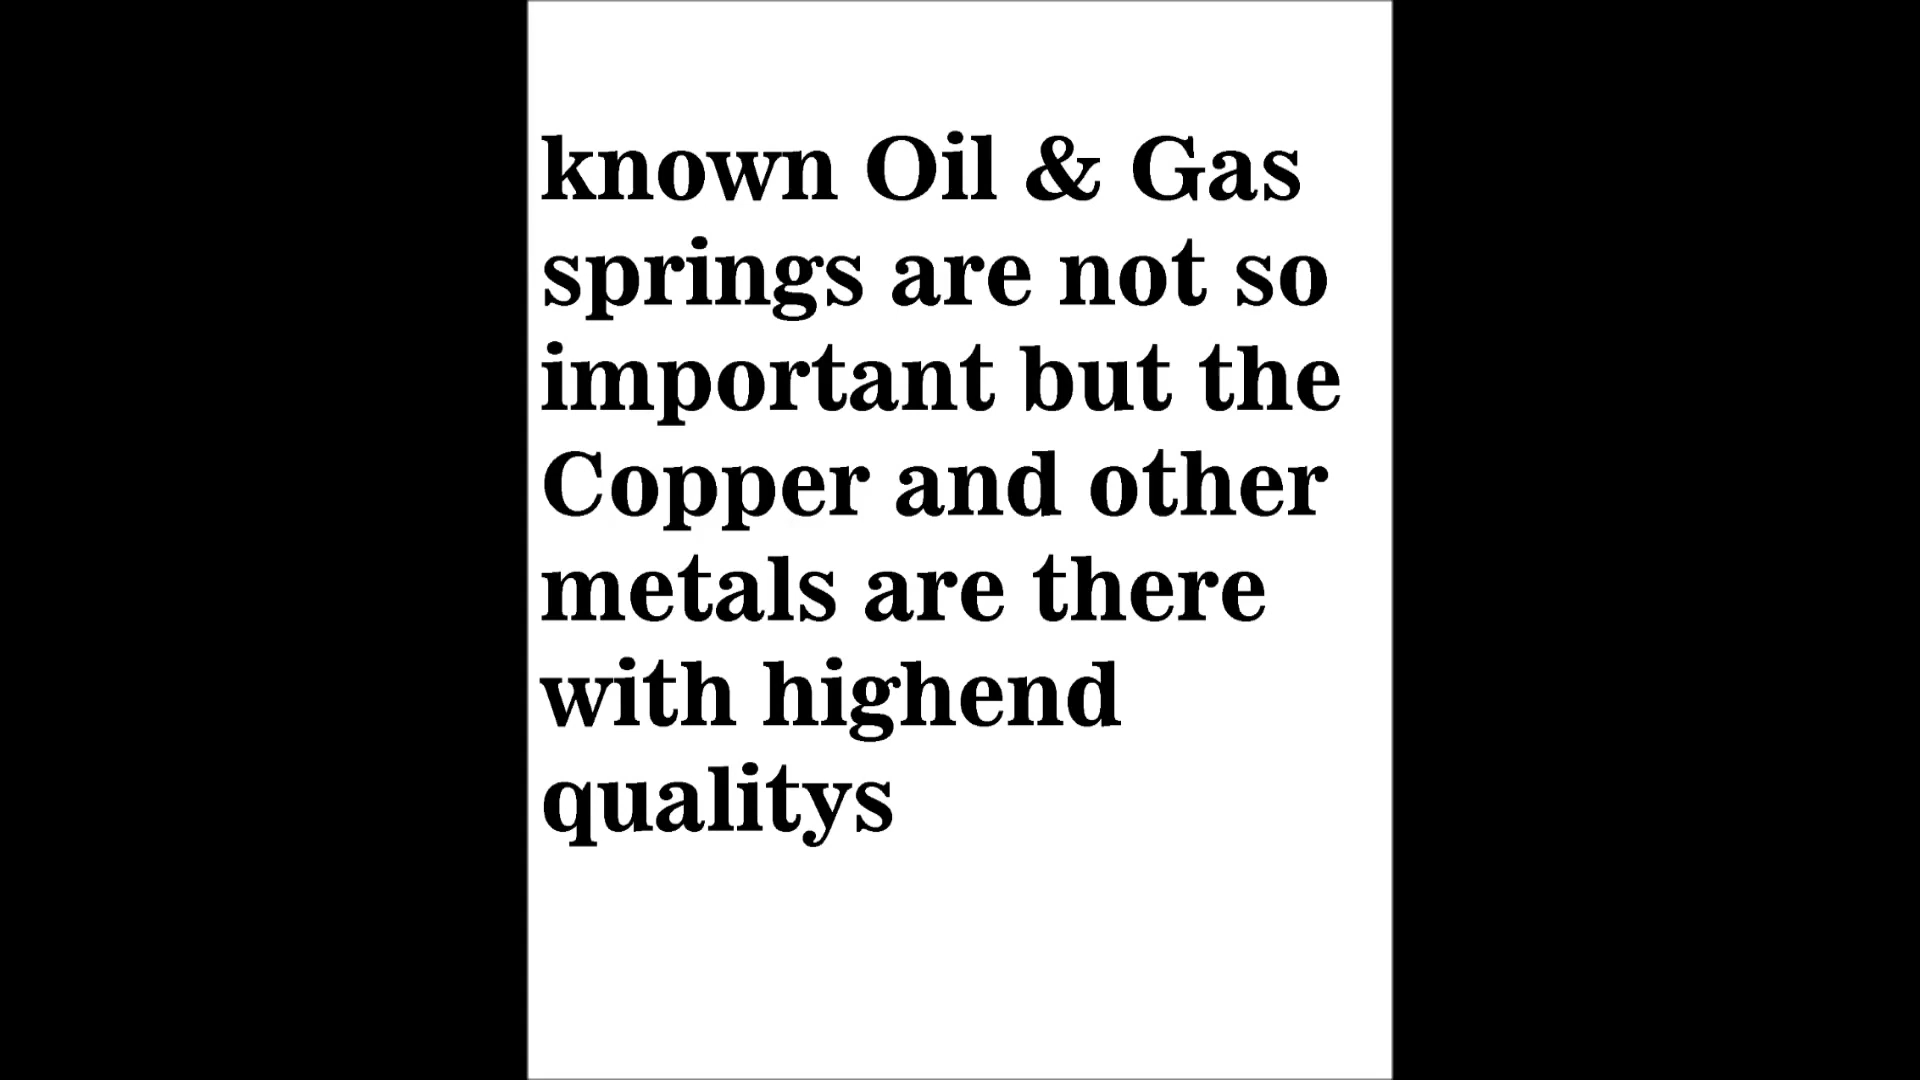 known Oil & Gas
springs are not so
important but the
Copper and other
metals are there
with highend
qualitys